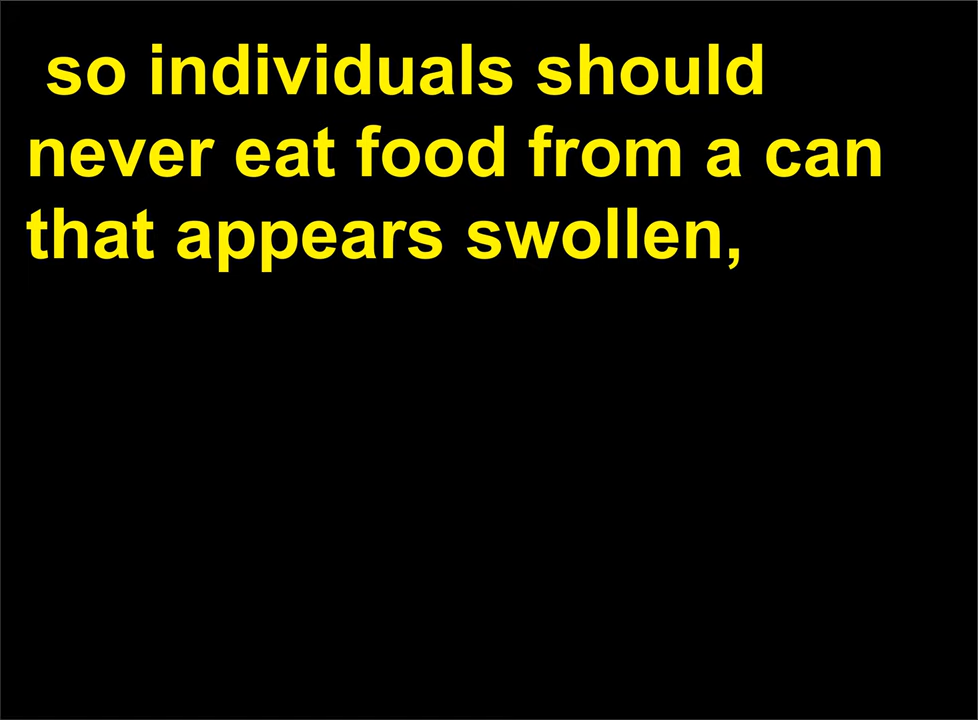 so individuals should
never eat food from a can
that appears swollen,